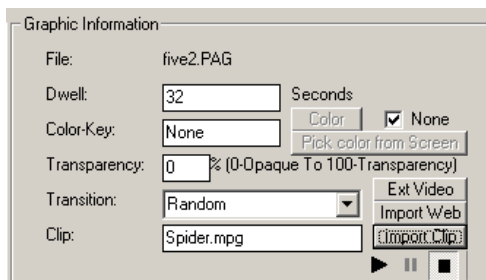 Graphic Information
File: five2.PAG
Dwell: 32 Seconds
Color None
Color-Key: None
Pick color from Screen
Transparency: 0 % (0-Opaque To 100-Transparency)
Ext Video
Transition: Random
Import Web
Clip: Spider.mpg Import Clip